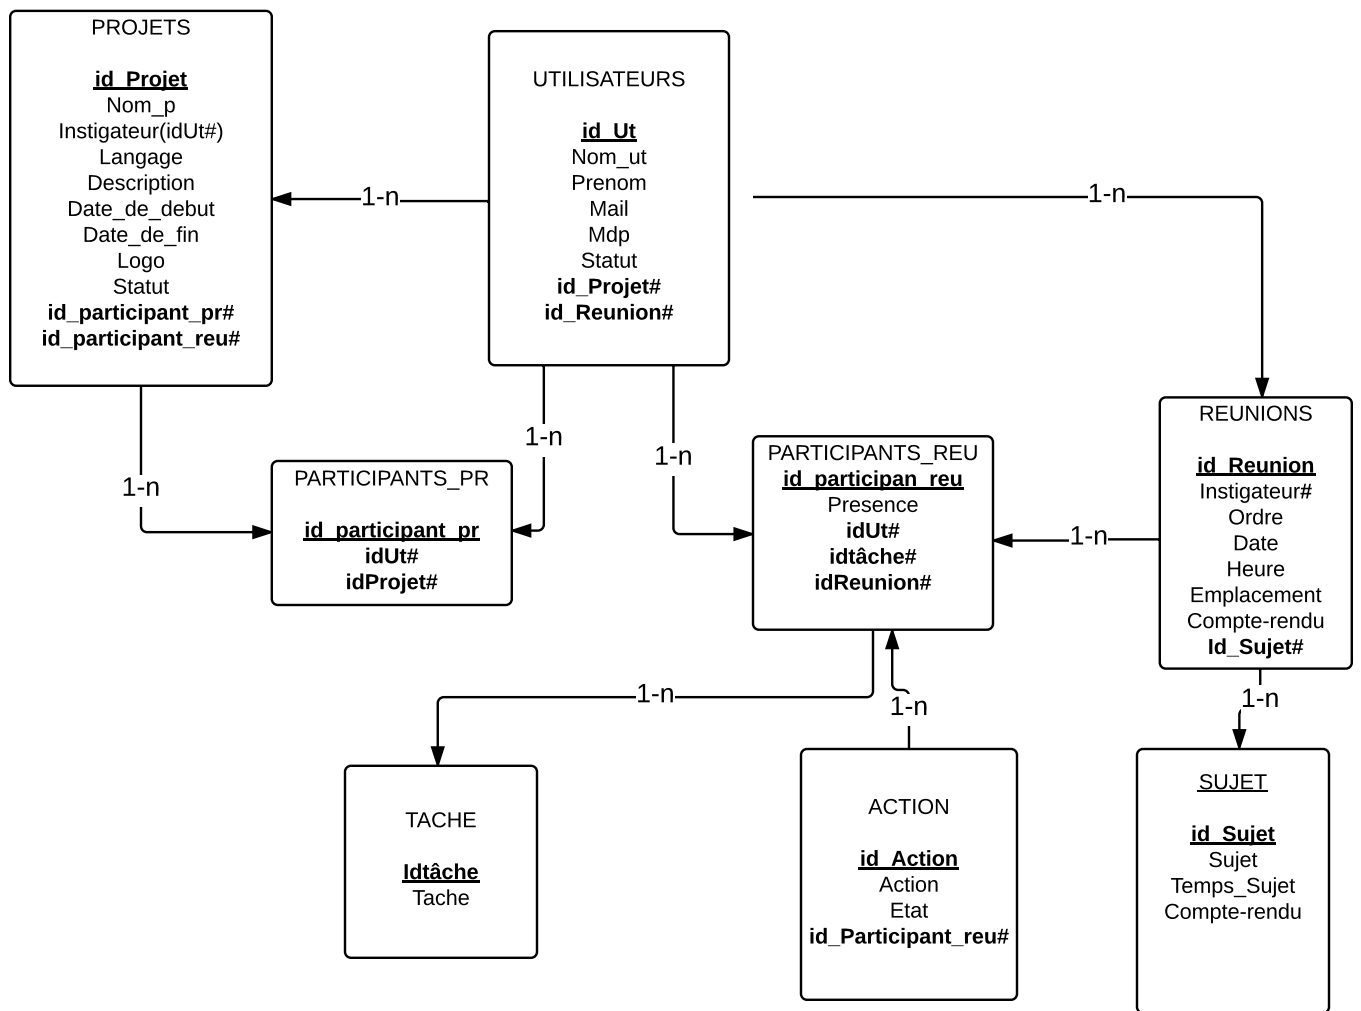 PROJETS
id_Projet
Nom_p
Instigateur(idUt#)
Langage
Description
Date_de_debut
Date_de_fin
Logo
Statut
id_participant_pr#
id_participant_reu#
UTILISATEURS
id_Ut
Nom_ut
Prenom
Mail
Mdp
Statut
id_Projet#
id_Reunion#
1-n
1-n
1-n
1-n
1-n
PARTICIPANTS_PR
id_participant_pr
idUt#
idProjet#
PARTICIPANTS_REU
id_participan_reu
Presence
idUt#
idtâche#
idReunion#
1-n
REUNIONS
id_Reunion
Instigateur#
Ordre
Date
Heure
Emplacement
Compte-rendu
Id_Sujet#
1-n
1-n
1-n
TACHE
Idtâche
Tache
ACTION
id_Action
Action
Etat
id_Participant_reu#
SUJET
id_Sujet
Sujet
Temps_Sujet
Compte-rendu